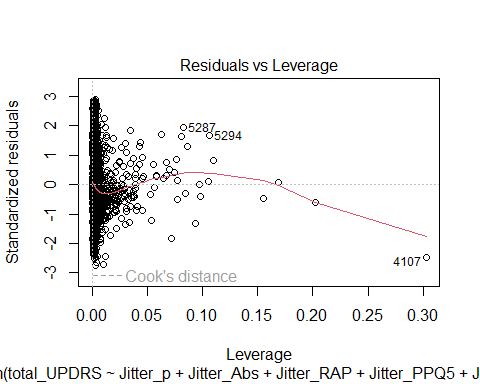 Residuals vs Leverage
Standardized residuals
3
2
1
0
-1
-2
-3
5287
5294
4107
Cook's distance
0.00 0.05 0.10 0.15 0.20 0.25 0.30
Leverage
(total_UPDRS ~ Jitter_p + Jitter_Abs + Jitter_RAP + Jitter_PPQ5 + J